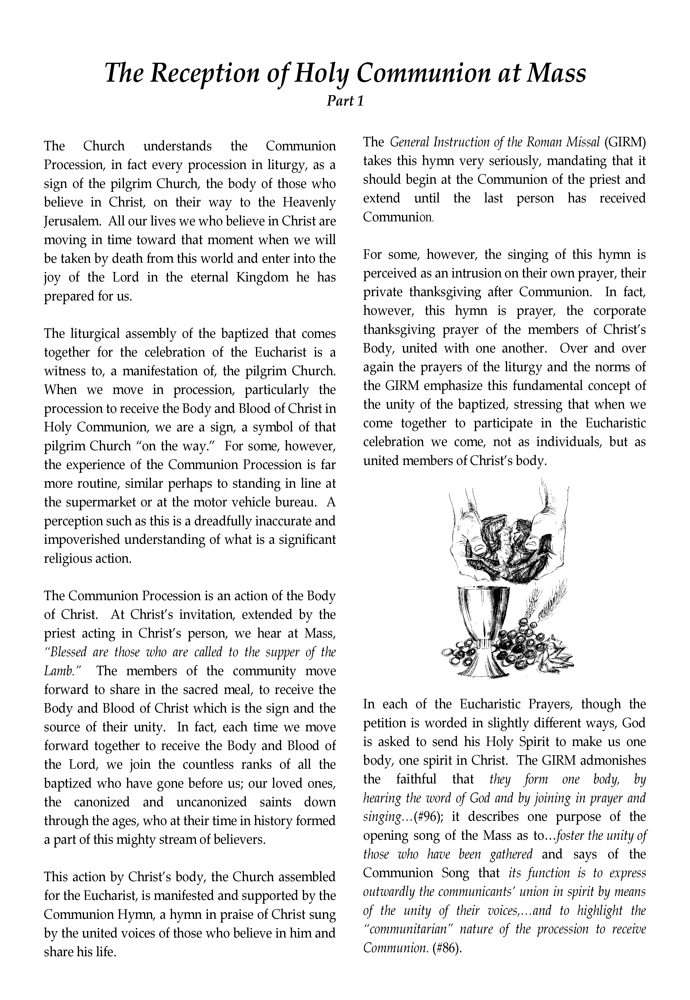 The Reception of Holy Communion at Mass
Part 1
The Church understands the Communion
Procession, in fact every procession in liturgy, as a
sign of the pilgrim Church, the body of those who
believe in Christ, on their way to the Heavenly
Jerusalem. All our lives we who believe in Christ are
moving in time toward that moment when we will
be taken by death from this world and enter into the
joy of the Lord in the eternal Kingdom he has
prepared for us.
The liturgical assembly of the baptized that comes
together for the celebration of the Eucharist is a
witness to, a manifestation of, the pilgrim Church.
When we move in procession, particularly the
procession to receive the Body and Blood of Christ in
Holy Communion, we are a sign, a symbol of that
pilgrim Church “on the way.” For some, however,
the experience of the Communion Procession is far
more routine, similar perhaps to standing in line at
the supermarket or at the motor vehicle bureau. A
perception such as this is a dreadfully inaccurate and
impoverished understanding of what is a significant
religious action.
The Communion Procession is an action of the Body
of Christ. At Christ’s invitation, extended by the
priest acting in Christ’s person, we hear at Mass,
“Blessed are those who are called to the supper of the
Lamb.” The members of the community move
forward to share in the sacred meal, to receive the
Body and Blood of Christ which is the sign and the
source of their unity. In fact, each time we move
forward together to receive the Body and Blood of
the Lord, we join the countless ranks of all the
baptized who have gone before us; our loved ones,
the canonized and uncanonized saints down
through the ages, who at their time in history formed
a part of this mighty stream of believers.
This action by Christ’s body, the Church assembled
for the Eucharist, is manifested and supported by the
Communion Hymn, a hymn in praise of Christ sung
by the united voices of those who believe in him and
share his life.
The General Instruction of the Roman Missal (GIRM)
takes this hymn very seriously, mandating that it
should begin at the Communion of the priest and
extend until the last person has received
Communion.
For some, however, the singing of this hymn is
perceived as an intrusion on their own prayer, their
private thanksgiving after Communion. In fact,
however, this hymn is prayer, the corporate
thanksgiving prayer of the members of Christ’s
Body, united with one another. Over and over
again the prayers of the liturgy and the norms of
the GIRM emphasize this fundamental concept of
the unity of the baptized, stressing that when we
come together to participate in the Eucharistic
celebration we come, not as individuals, but as
united members of Christ’s body.
In each of the Eucharistic Prayers, though the
petition is worded in slightly different ways, God
is asked to send his Holy Spirit to make us one
body, one spirit in Christ. The GIRM admonishes
the faithful that they form one body, by
hearing the word of God and by joining in prayer and
singing…(#96); it describes one purpose of the
opening song of the Mass as to…foster the unity of
those who have been gathered and says of the
Communion Song that its function is to express
outwardly the communicants’ union in spirit by means
of the unity of their voices,…and to highlight the
“communitarian” nature of the procession to receive
Communion. (#86).